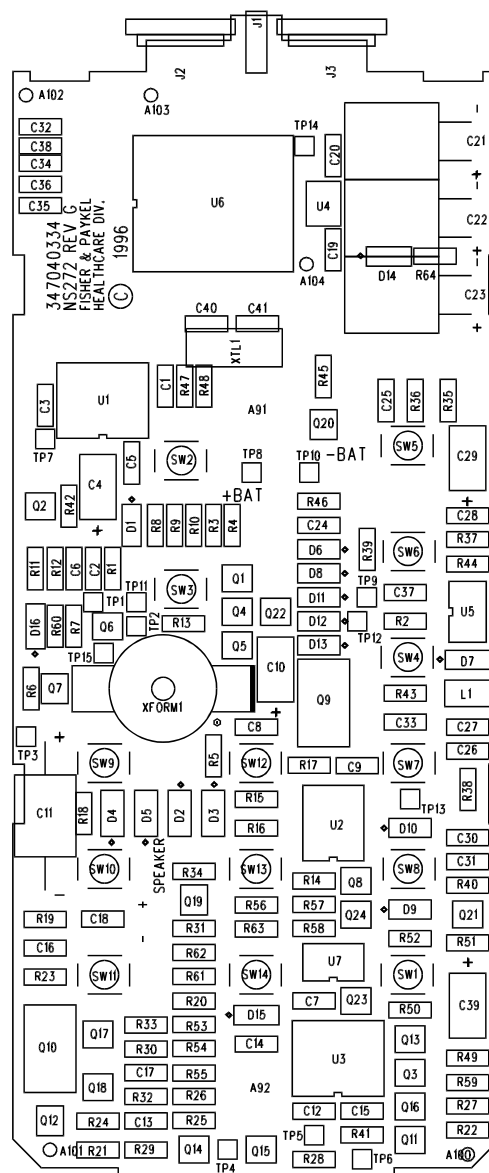 J1
J2
J3
A102
A103
C32
C38
C34
C36
C35
TP14
C20
C21
U6
U4
C22
C19
A104
D14
R64
C23
347040334
NS272 REV G
FISHER & PAYKEL
HEALTHCARE DIV.
© 1996
C40
C41
XTL1
U1
C1
R47
R48
R45
C3
A91
C25
R36
R35
TP7
Q20
SW5
C5
SW2
TP8
TP10
-BAT
C29
C4
+BAT
Q2
R42
+
D1
R8
R9
R10
R3
R4
R46
C24
C28
R37
R39
SW6
D6
R44
R11
R12
C6
C2
R1
D8
TP11
SW3
Q1
TP9
C37
U5
TP1
D11
D16
R60
R7
Q6
TP2
R13
Q4
Q22
D12
TP12
R2
Q5
D13
SW4
TP15
C10
D7
R6
Q7
XFORM1
Q9
R43
L1
C8
C33
C27
TP3
+
R5
C26
SW9
SW12
R17
C9
SW7
R38
C11
R18
D4
D5
D2
D3
R15
TP13
U2
R16
D10
C30
SPEAKER
C31
SW10
R34
SW13
R14
Q8
SW8
R40
-
Q19
+
R56
R57
Q24
D9
Q21
R19
C18
R31
R63
R58
R52
R51
C16
-
R62
U7
R23
SW11
R61
SW14
SW1
C39
R20
C7
Q23
R50
D15
Q10
Q17
R33
R53
U3
Q13
R30
R54
C14
R49
C17
R55
Q3
R59
Q18
R32
R26
A92
Q16
R27
Q12
R24
C13
R25
C12
C15
R22
A101
R21
R29
Q14
Q15
TP5
R41
Q11
A100
TP4
R28
TP6